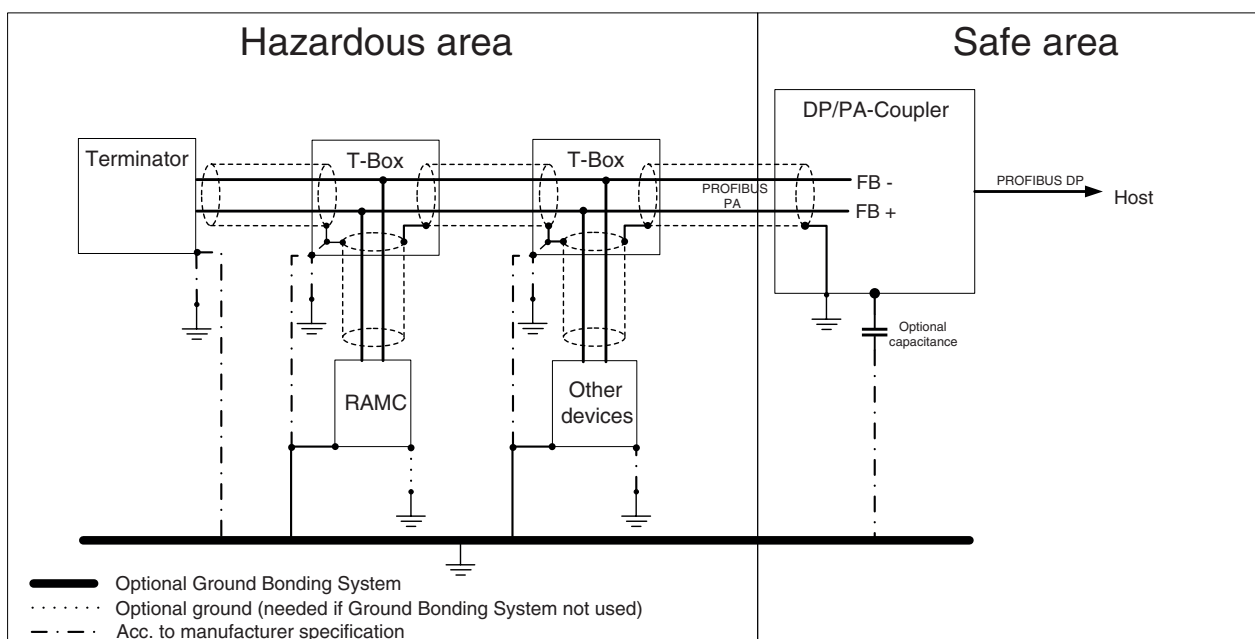 Hazardous area
Safe area
DP/PA-Coupler
Terminator
T-Box
T-Box
FB -
PROFIBUS
PA
FB +
PROFIBUS DP
Host
Optional
capacitance
RAMC
Other
devices
Optional Ground Bonding System
Optional ground (needed if Ground Bonding System not used)
Acc. to manufacturer specification